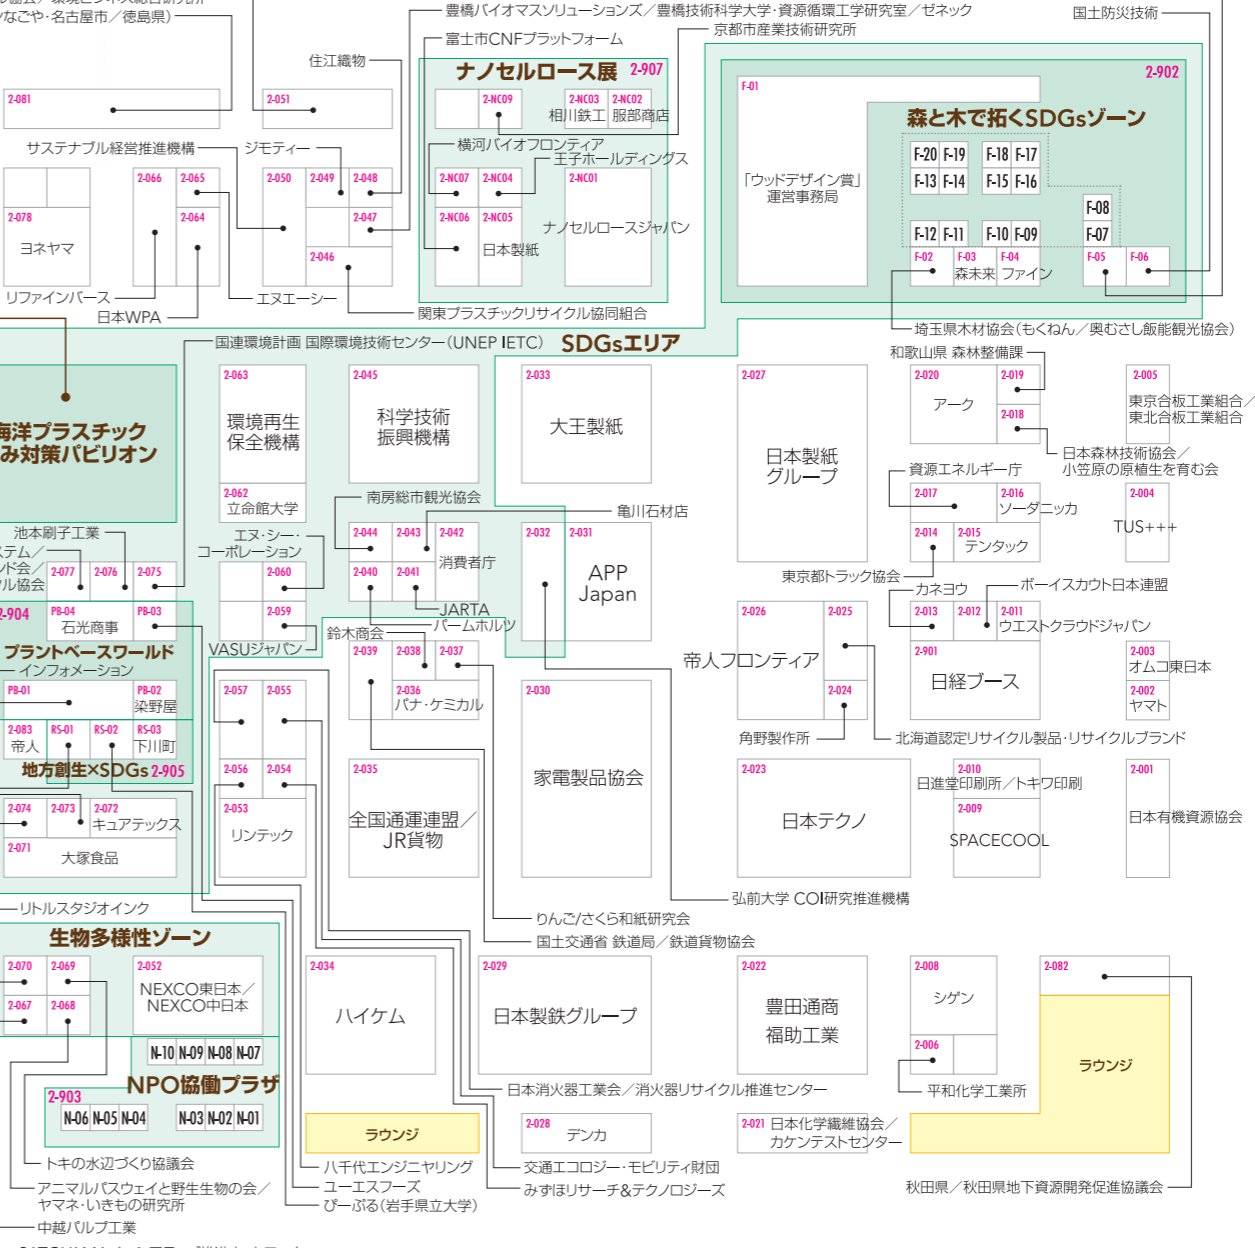 豊橋バイオマスソリューションズ／豊橋技術科学大学・資源循環工学研究室／ゼネック
なごや・名古屋市／徳島県）
国土防災技術
京都市産業技術研究所
富士市CNFプラットフォーム
住江織物
ナノセルロース展 2-907
2-902
F-01
2-081
2-051
2-NC09
2-NC03
相川鉄工
2-NC02
服部商店
森と木で拓くSDGsゾーン
サステナブル経営推進機構
ジモティー
横河バイオフロンティア
王子ホールディングス
F-20 F-19 F-18 F-17
F-13 F-14 F-15 F-16
2-066
2-065
2-050
2-049
2-048
2-NC07
2-NC04
2-NC01
ナノセルロースジャパン
「ウッドデザイン賞」
運営事務局
F-08
F-07
2-078
ヨネヤマ
2-064
2-047
2-NC06
2-NC05
日本製紙
F-12 F-11 F-10 F-09
2-046
F-02
F-03
森未来
F-04
ファイン
F-05
F-06
リファインバース
エヌエーシー
日本WPA
関東プラスチックリサイクル協同組合
埼玉県木材協会（もくねん／奥むさし飯能観光協会）
国連環境計画 国際環境技術センター（UNEP IETC）
SDGsエリア
和歌山県 森林整備課
2-063
環境再生
保全機構
2-045
科学技術
振興機構
2-033
大王製紙
2-027
日本製紙
グループ
2-020
アーク
2-019
2-018
2-005
東京合板工業組合／
東北合板工業組合
海洋プラスチック
み対策パビリオン
日本森林技術協会／
小笠原の原植生を育む会
資源エネルギー庁
2-062
立命館大学
南房総市観光協会
亀川石材店
2-017
2-016
ソーダニッカ
2-004
TUS+++
池本刷子工業
エヌ・シー・
コーポレーション
2-044
2-043
2-042
消費者庁
2-032
2-031
APP
Japan
2-014
2-015
テンタック
ステム／
ンド会／
ル協会
2-077
2-076
2-075
2-060
2-040
2-041
東京都トラック協会
カネヨウ
ボーイスカウト日本連盟
2-904
PB-04
石光商事
PB-03
2-059
JARTA
パームホルツ
2-026
帝人フロンティア
2-025
2-013
2-012
2-011
ウエストクラウドジャパン
プラントベースワールド
インフォメーション
VASUジャパン
鈴木商会
2-039
2-038
2-037
2-901
日経ブース
2-003
オムコ東日本
PB-01
PB-02
染野屋
2-057
2-055
2-036
パナ・ケミカル
2-030
家電製品協会
2-024
2-002
ヤマト
2-083
帝人
RS-01
RS-02
RS-03
下川町
角野製作所
北海道認定リサイクル製品・リサイクルブランド
地方創生×SDGs 2-905
2-056
2-054
2-035
全国通運連盟／
JR貨物
2-023
日本テクノ
2-010
日進堂印刷所／トキワ印刷
2-001
日本有機資源協会
2-074
2-073
2-072
キュアテックス
2-053
リンテック
2-009
SPACECOOL
2-071
大塚食品
弘前大学 COI研究推進機構
リトルスタジオインク
りんご/さくら和紙研究会
国土交通省 鉄道局／鉄道貨物協会
生物多様性ゾーン
2-070
2-069
2-052
NEXCO東日本／
NEXCO中日本
2-034
ハイケム
2-029
日本製鉄グループ
2-022
豊田通商
福助工業
2-008
シゲン
2-082
2-067
2-068
N-10 N-09 N-08 N-07
2-006
ラウンジ
NPO協働プラザ
2-903
日本消火器工業会／消火器リサイクル推進センター
平和化学工業所
N-06 N-05 N-04 N-03 N-02 N-01
ラウンジ
2-028
デンカ
2-021
日本化学繊維協会／
カケンテストセンター
トキの水辺づくり協議会
八千代エンジニヤリング
交通エコロジー・モビリティ財団
アニマルパスウェイと野生生物の会／
ヤマネ・いきもの研究所
ユーエスフーズ
みずほリサーチ&テクノロジーズ
秋田県／秋田県地下資源開発促進協議会
ぴーぷる（岩手県立大学）
中越パルプ工業